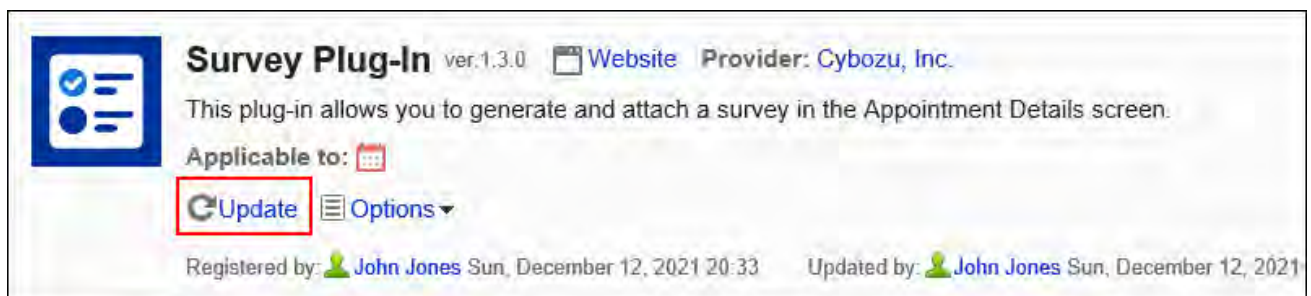 Survey Plug-In ver.1.3.0 Website Provider: Cybozu, Inc.
This plug-in allows you to generate and attach a survey in the Appointment Details screen.
Applicable to:
Update Options
Registered by: John Jones Sun, December 12, 2021 20:33 Updated by: John Jones Sun, December 12, 2021